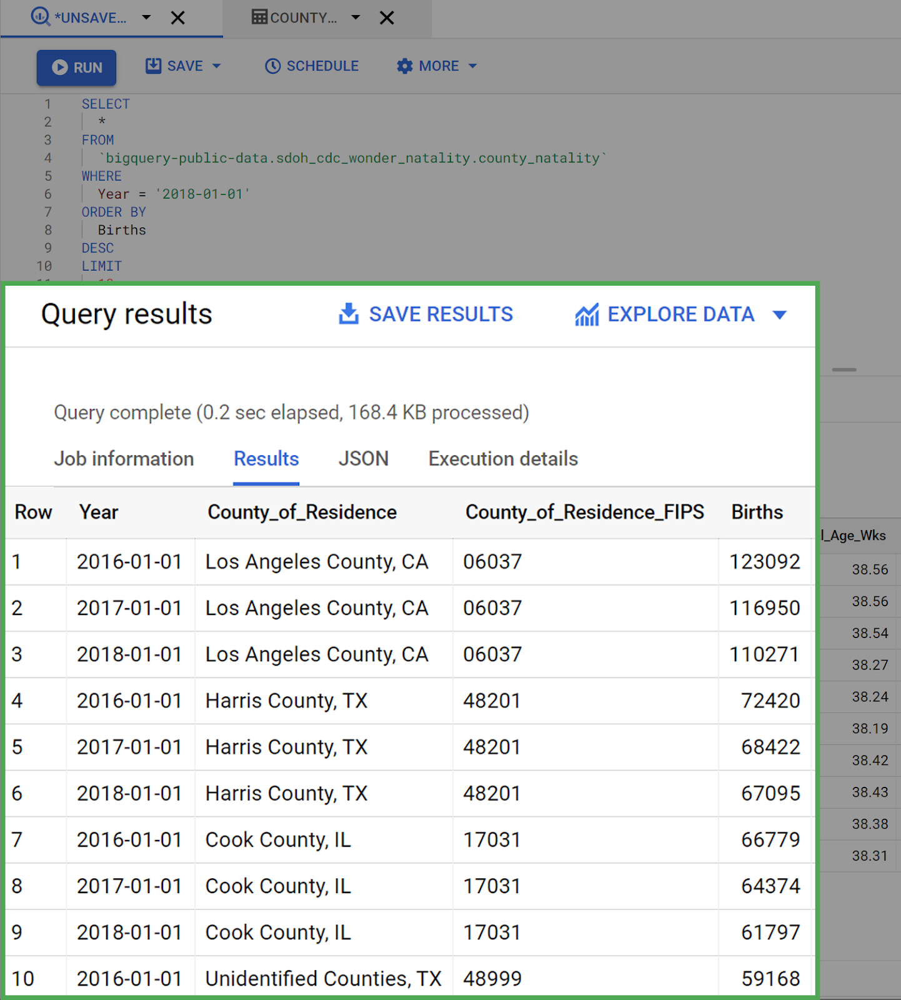 *UNSAVE...
COUNTY...
RUN
SAVE
SCHEDULE
MORE
1 SELECT
2 *
3 FROM
4 `bigquery-public-data.sdoh_cdc_wonder_natality.county_natality`
5 WHERE
6 Year = '2018-01-01'
7 ORDER BY
8 Births
9 DESC
10 LIMIT
Query results
SAVE RESULTS
EXPLORE DATA
Query complete (0.2 sec elapsed, 168.4 KB processed)
Job information Results JSON Execution details
Row Year County_of_Residence County_of_Residence_FIPS Births l_Age_Wks
1 2016-01-01 Los Angeles County, CA 06037 123092 38.56
2 2017-01-01 Los Angeles County, CA 06037 116950 38.56
3 2018-01-01 Los Angeles County, CA 06037 110271 38.54
4 2016-01-01 Harris County, TX 48201 72420 38.27
5 2017-01-01 Harris County, TX 48201 68422 38.24
6 2018-01-01 Harris County, TX 48201 67095 38.19
7 2016-01-01 Cook County, IL 17031 66779 38.42
8 2017-01-01 Cook County, IL 17031 64374 38.43
9 2018-01-01 Cook County, IL 17031 61797 38.38
10 2016-01-01 Unidentified Counties, TX 48999 59168 38.31